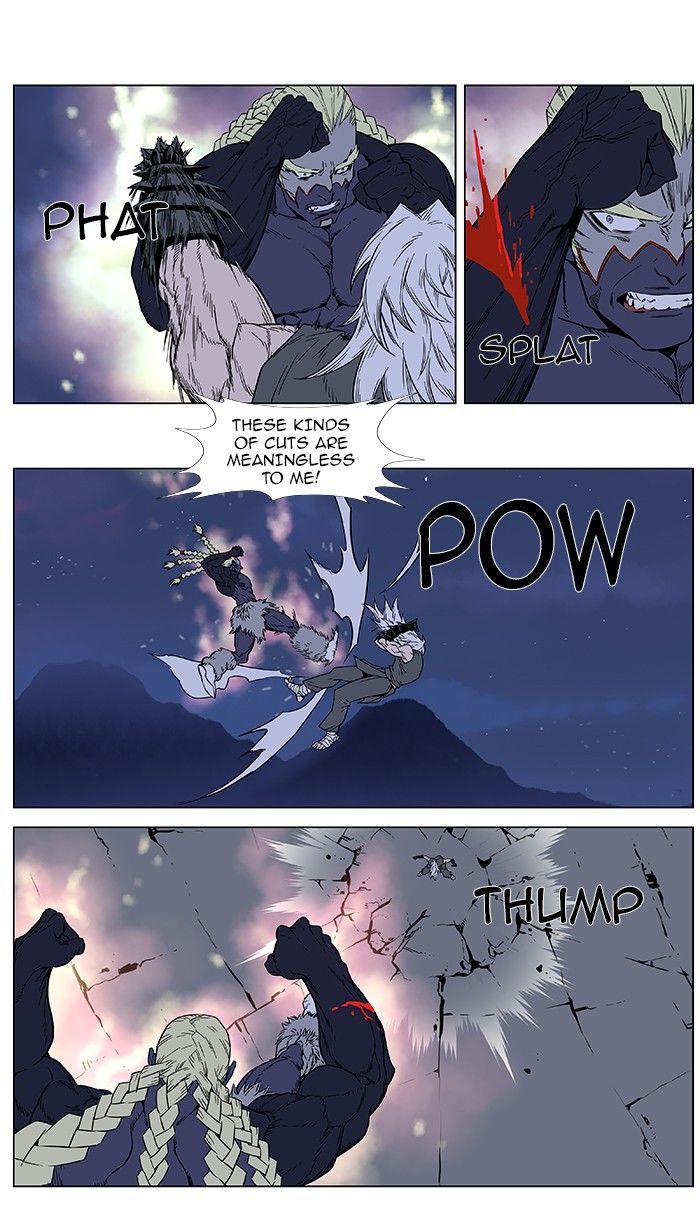 PHAT
SPLAT
THESE KINDS
OF CUTS ARE
MEANINGLESS
TO ME!
POW
THUMP